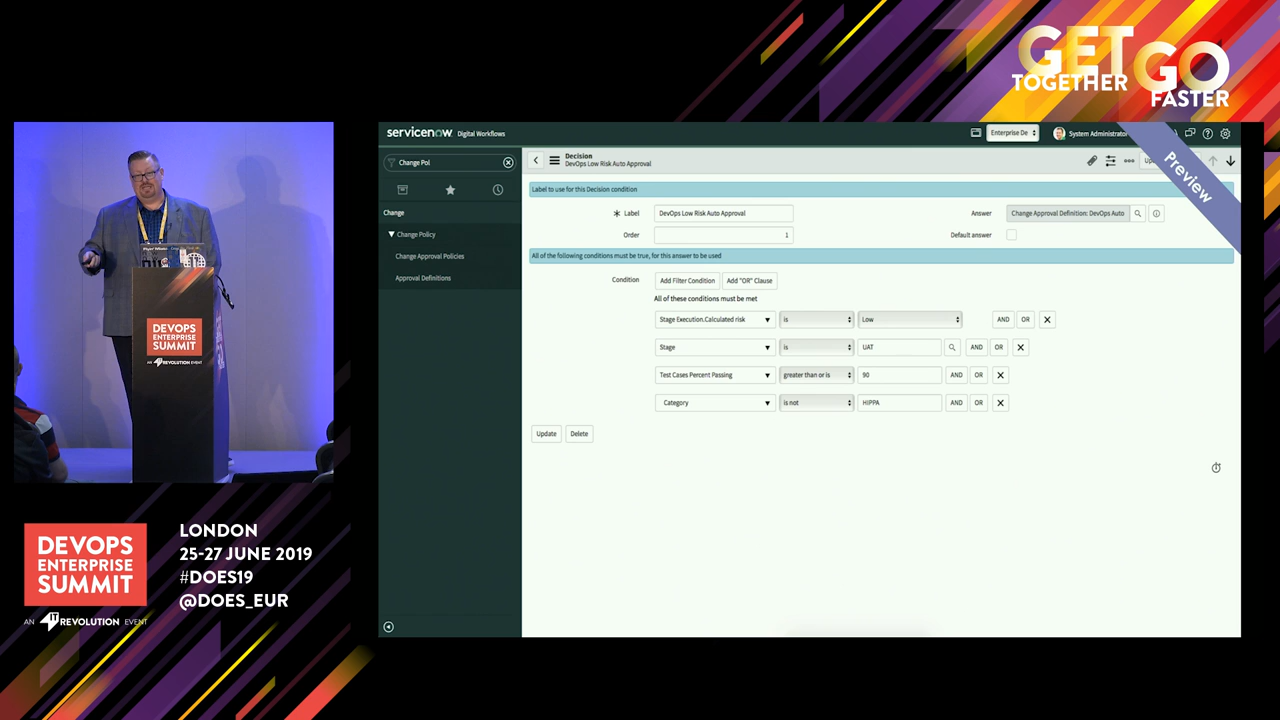 GET
TOGETHER
GO
FASTER
servicenow Digital Workflows
Enterprise De
System Administrator
Preview
Change Pol
Decision
DevOps Low Risk Auto Approval
Label to use for this Decision condition
Label
DevOps Low Risk Auto Approval
Answer
Change Approval Definition: DevOps Auto
Order
1
Default answer
Change
Change Policy
Change Approval Policies
Approval Definitions
All of the following conditions must be true, for this answer to be used
Condition
Add Filter Condition
Add "OR" Clause
All of these conditions must be met
Stage Execution.Calculated risk
is
Low
AND
OR
Stage
is
UAT
AND
OR
Test Cases Percent Passing
greater than or is
90
AND
OR
Category
is not
HIPPA
AND
OR
Update
Delete
DEVOPS
ENTERPRISE
SUMMIT
AN IT REVOLUTION EVENT
DEVOPS
ENTERPRISE
SUMMIT
AN IT REVOLUTION EVENT
LONDON
25-27 JUNE 2019
#DOES19
@DOES_EUR